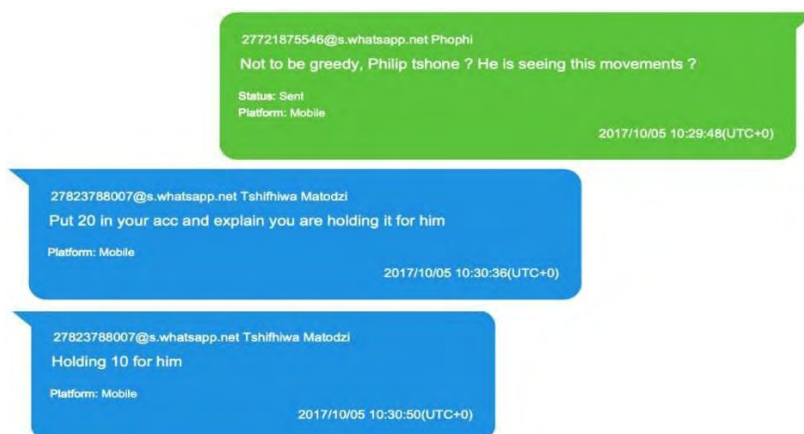 27721875546@s.whatsapp.net Phophi
Not to be greedy, Philip tshone ? He is seeing this movements ?
Status: Sent
Platform: Mobile
2017/10/05 10:29:48(UTC+0)
27823788007@s.whatsapp.net Tshifhiwa Matodzi
Put 20 in your acc and explain you are holding it for him
Platform: Mobile
2017/10/05 10:30:36(UTC+0)
27823788007@s.whatsapp.net Tshifhiwa Matodzi
Holding 10 for him
Platform: Mobile
2017/10/05 10:30:50(UTC+0)